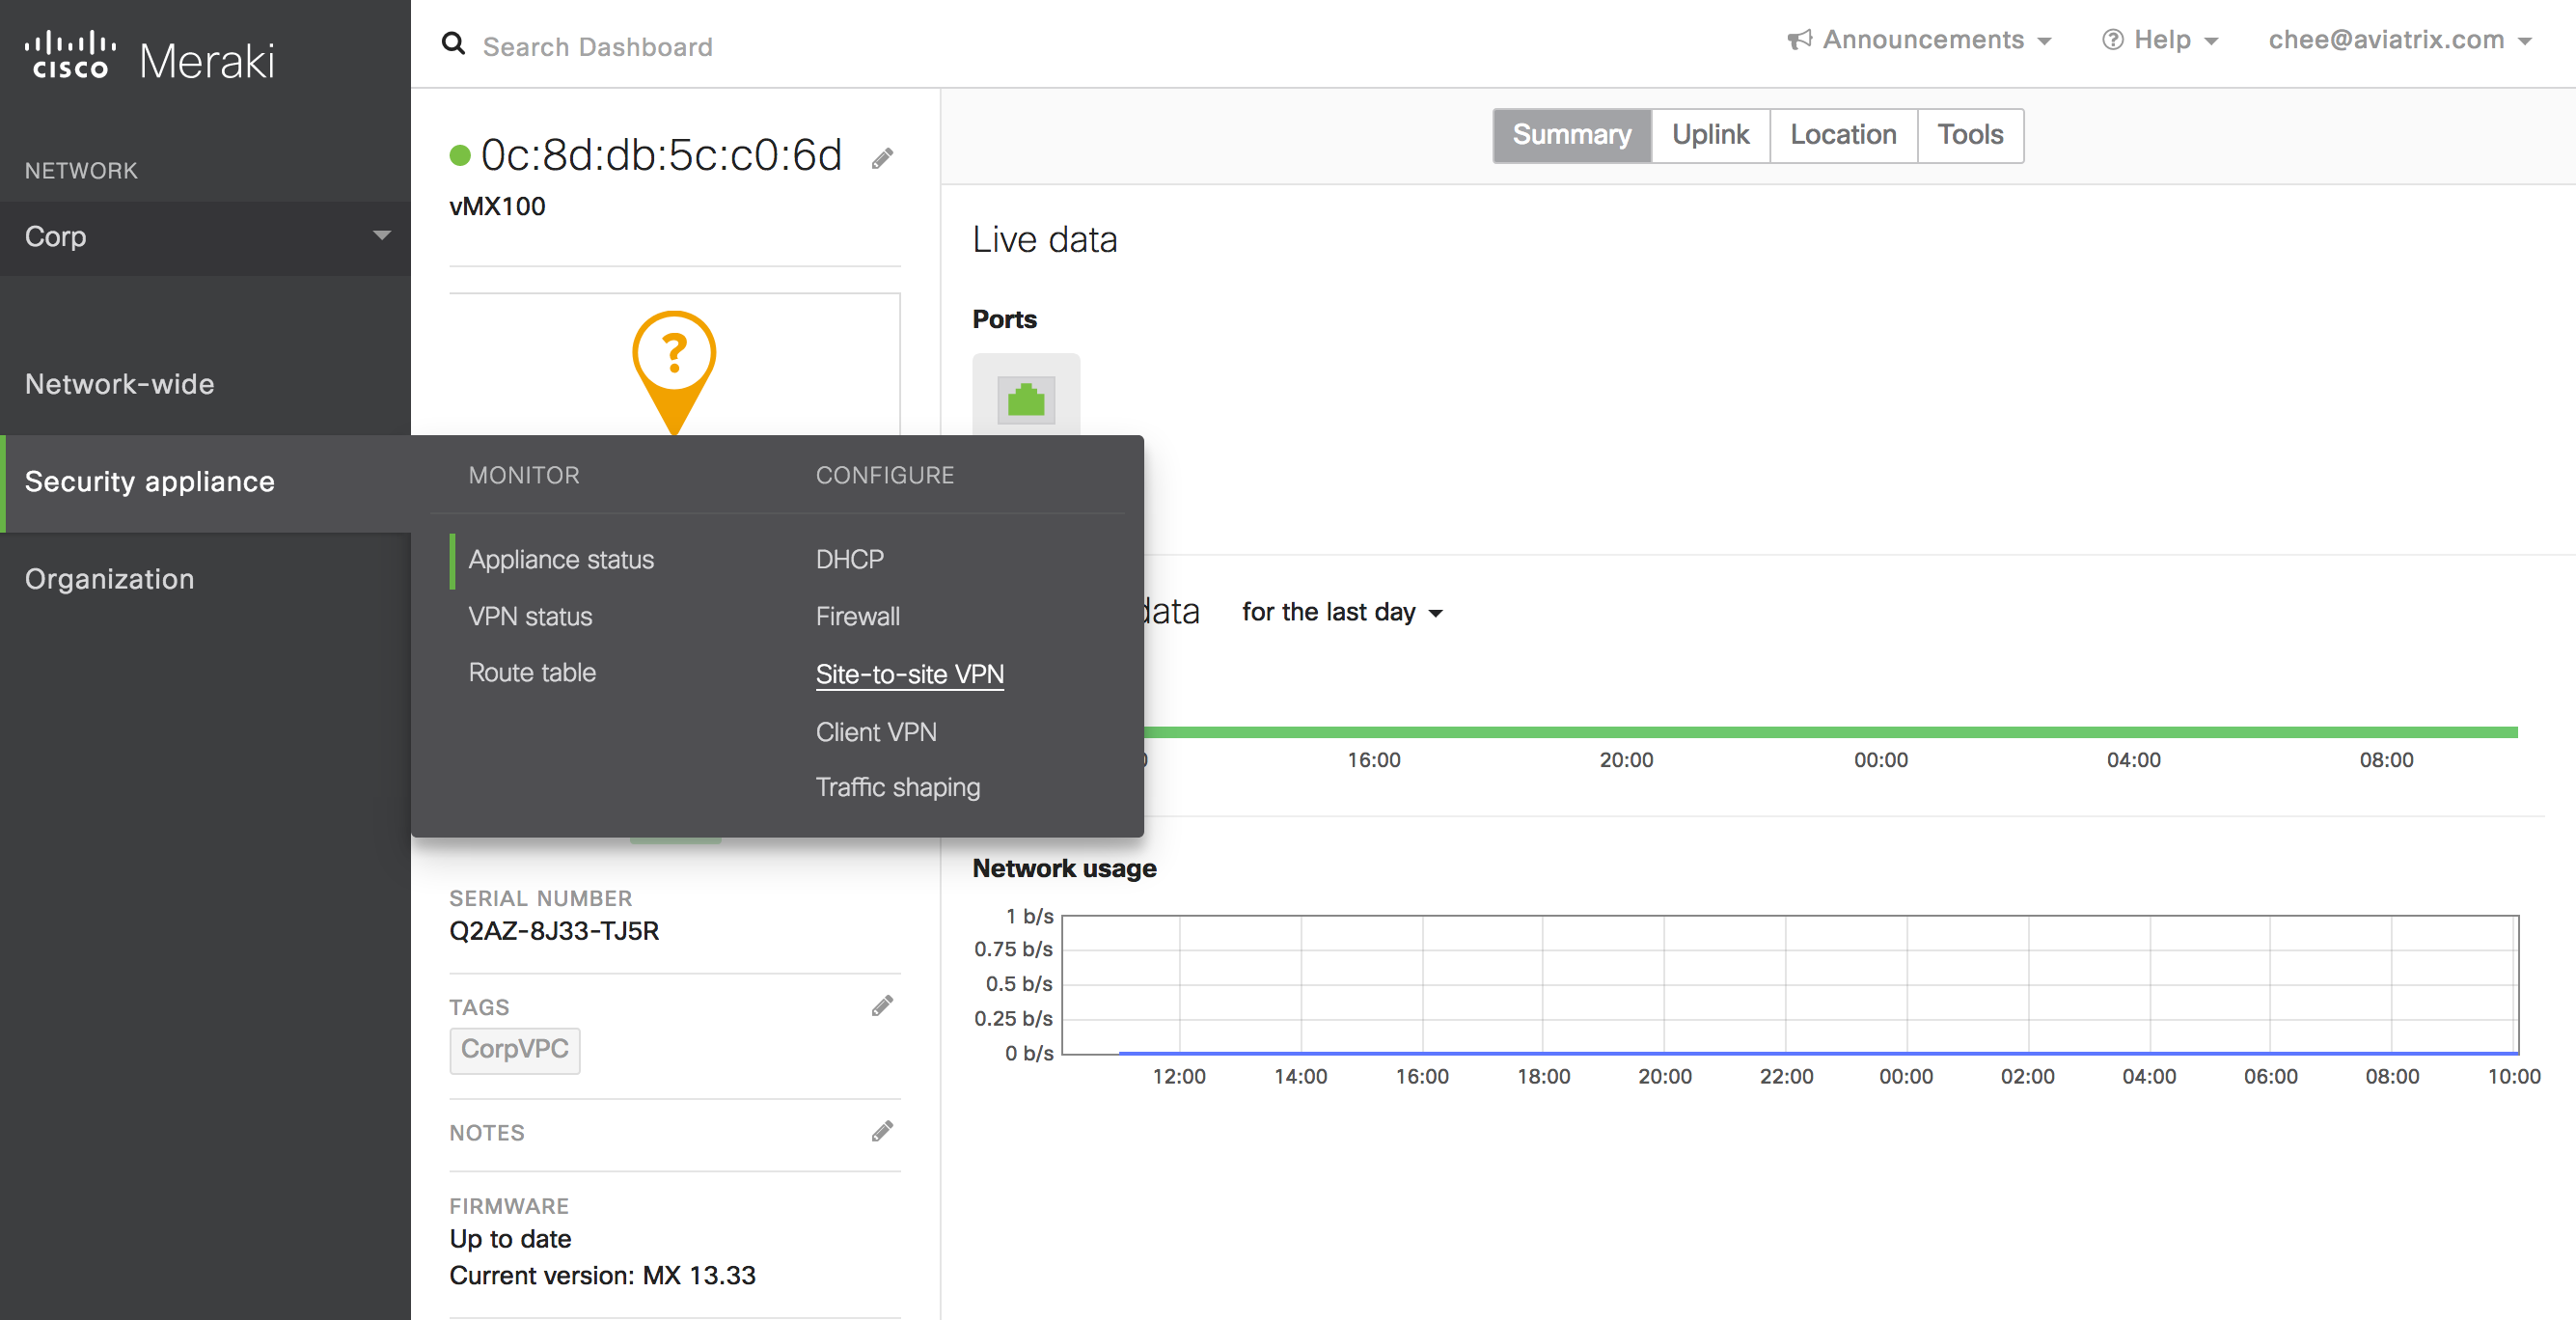 cisco Meraki
Search Dashboard
Announcements
Help
chee@aviatrix.com
NETWORK
Corp
Network-wide
Security appliance
Organization
0c:8d:db:5c:c0:6d
vMX100
?
MONITOR
Appliance status
VPN status
Route table
CONFIGURE
DHCP
Firewall
Site-to-site VPN
Client VPN
Traffic shaping
SERIAL NUMBER
Q2AZ-8J33-TJ5R
TAGS
CorpVPC
NOTES
FIRMWARE
Up to date
Current version: MX 13.33
Summary Uplink Location Tools
Live data
Ports
data for the last day
16:00 20:00 00:00 04:00 08:00
Network usage
1 b/s
0.75 b/s
0.5 b/s
0.25 b/s
0 b/s
12:00 14:00 16:00 18:00 20:00 22:00 00:00 02:00 04:00 06:00 08:00 10:00